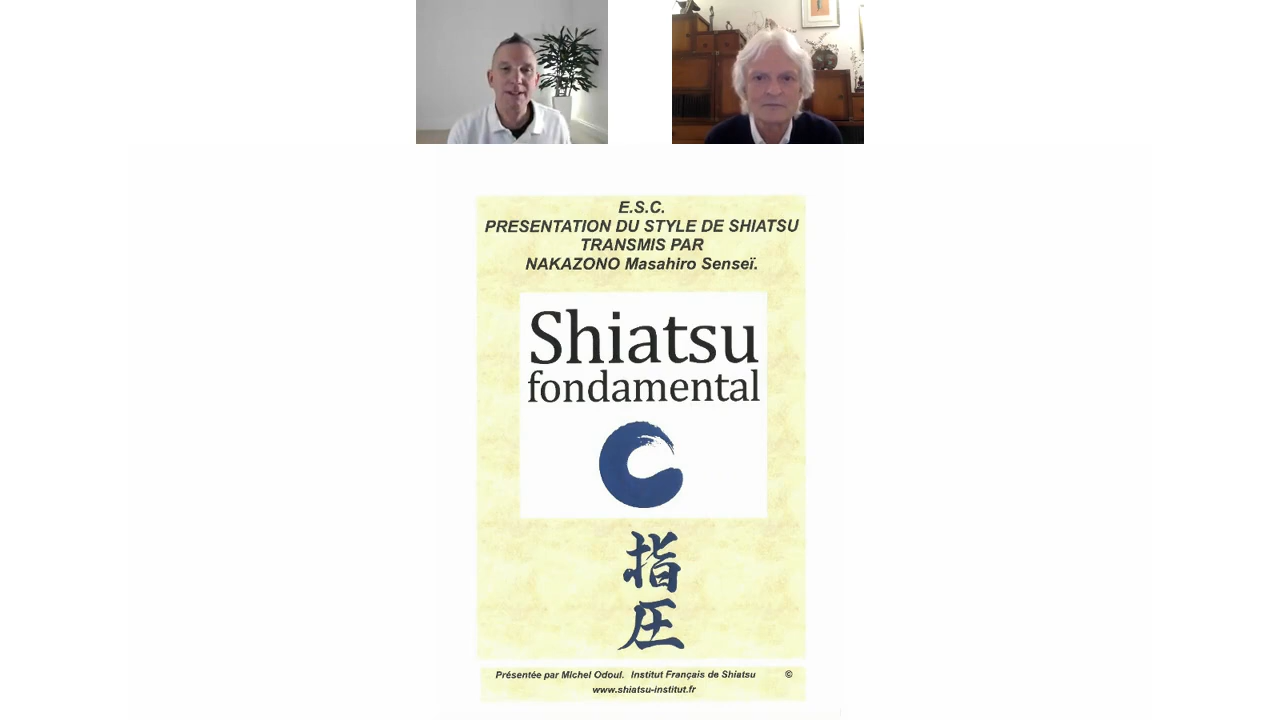 E.S.C.
PRESENTATION DU STYLE DE SHIATSU
TRANSMIS PAR
NAKAZONO Masahiro Senseï.
Shiatsu
fondamental
指
圧
Présentée par Michel Odoul. Institut Français de Shiatsu ©
www.shiatsu-institut.fr